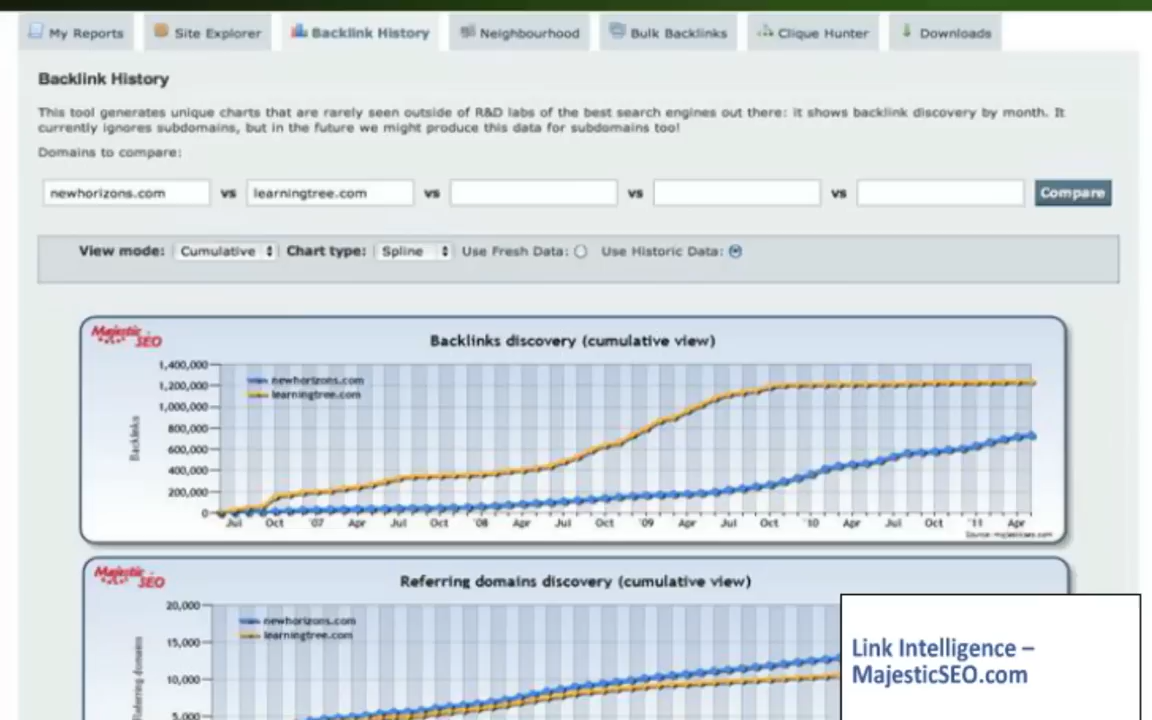 My Reports
Site Explorer
Backlink History
Neighbourhood
Bulk Backlinks
Clique Hunter
Downloads
Backlink History
This tool generates unique charts that are rarely seen outside of R&D labs of the best search engines out there: it shows backlink discovery by month. It
currently ignores subdomains, but in the future we might produce this data for subdomains too!
Domains to compare:
newhorizons.com vs learningtree.com vs vs vs Compare
View mode: Cumulative Chart type: Spline Use Fresh Data: Use Historic Data:
Majestic SEO
Backlinks discovery (cumulative view)
newhorizons.com
learningtree.com
Backlinks
1,400,000
1,200,000
1,000,000
800,000
600,000
400,000
200,000
0
Jul Oct '07 Apr Jul Oct '08 Apr Jul Oct '09 Apr Jul Oct '10 Apr Jul Oct '11 Apr
Source: majesticseo.com
Majestic SEO
Referring domains discovery (cumulative view)
newhorizons.com
learningtree.com
Referring domains
20,000
15,000
10,000
5,000
Link Intelligence –
MajesticSEO.com